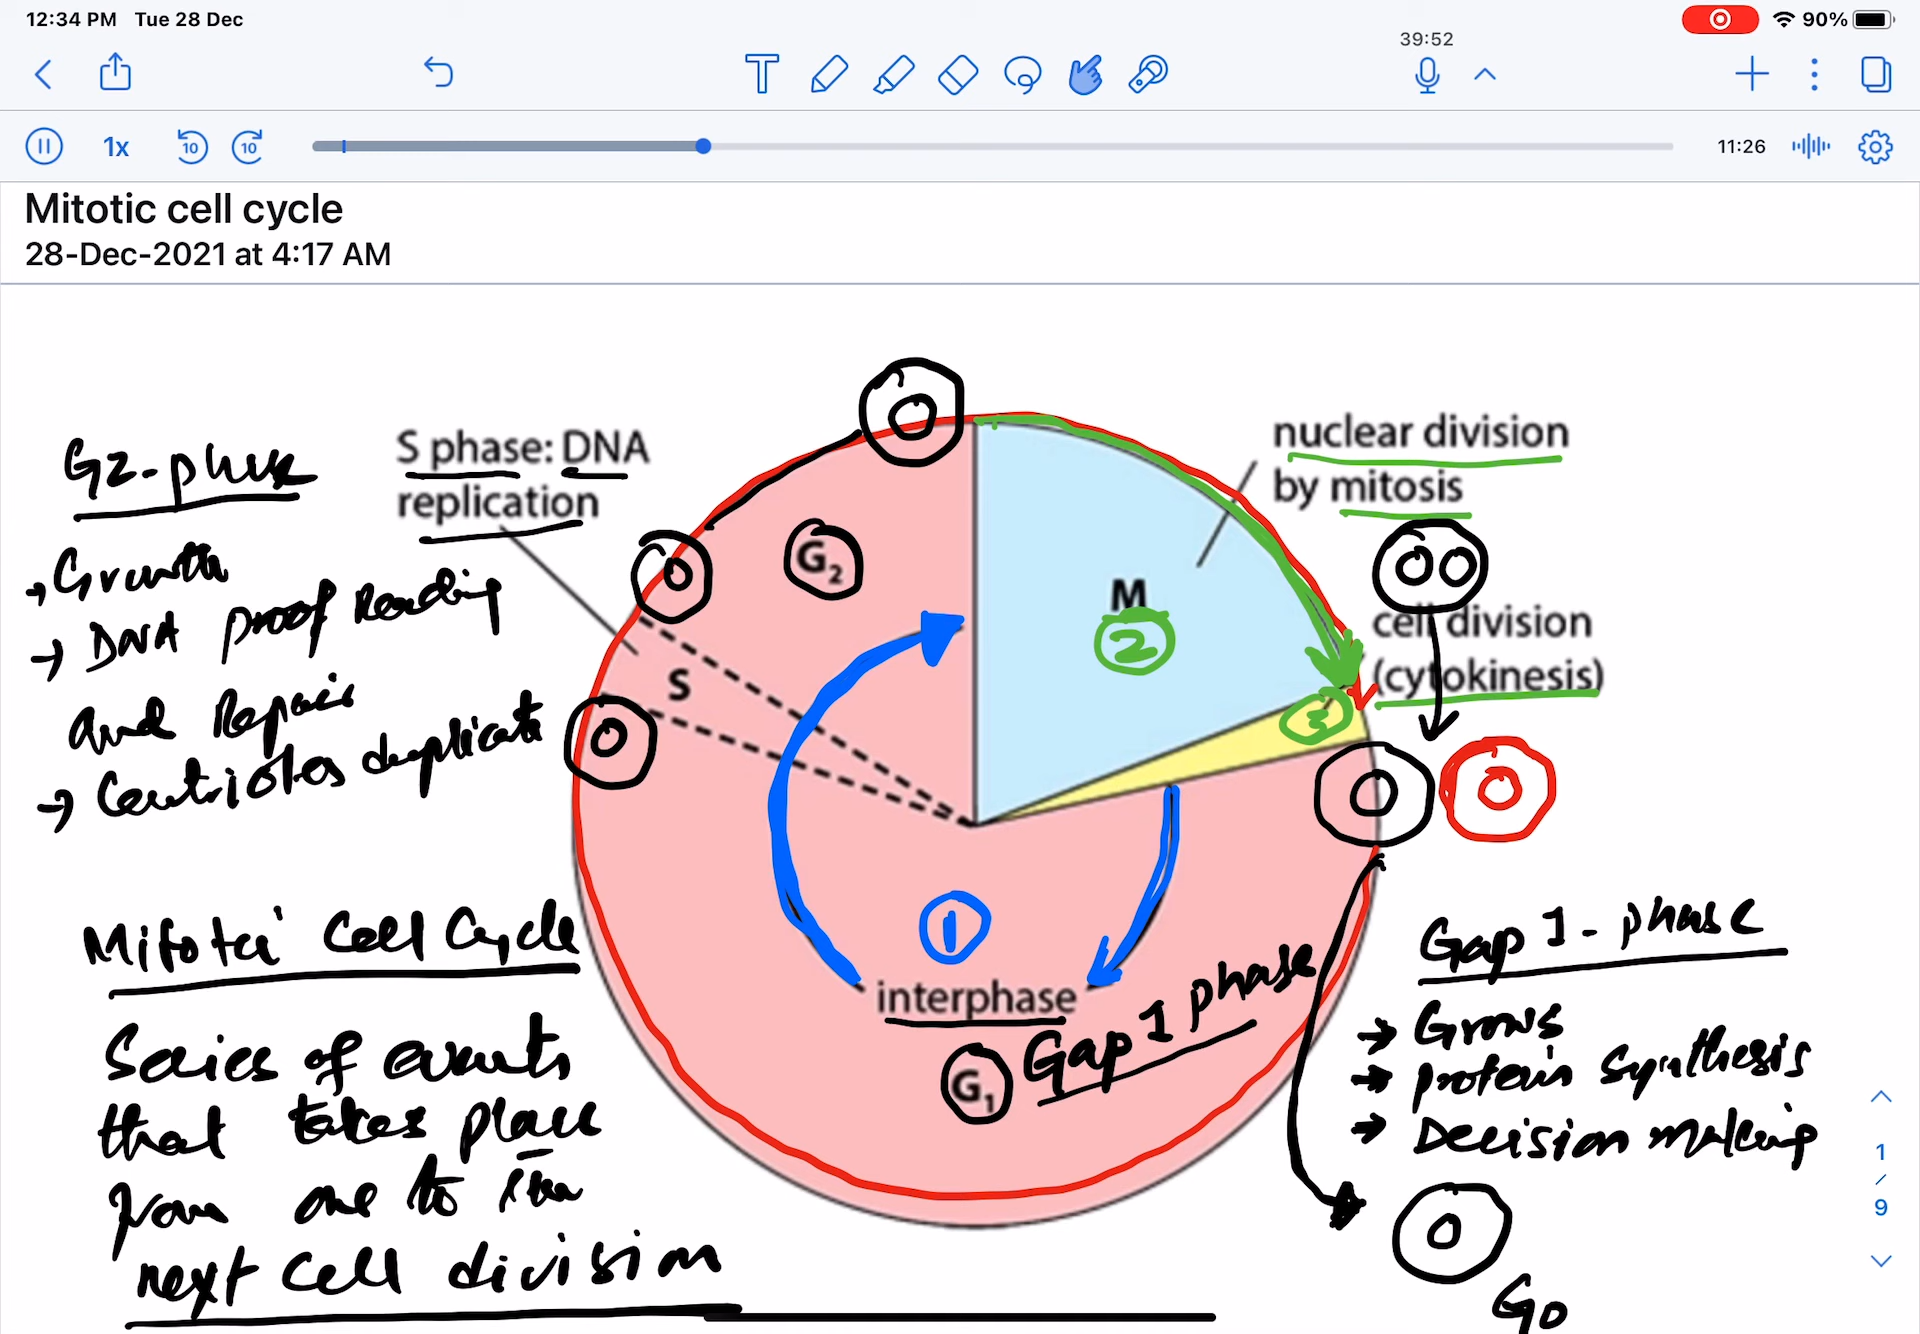 12:34 PM Tue 28 Dec
90%
39:52
T
1x
10
10
11:26
Mitotic cell cycle
28-Dec-2021 at 4:17 AM
G2-phase
→ Growth
→ DNA proof Reading
and Repair
→ Centrioles duplicate
S phase: DNA
replication
G2
S
M
2
3
nuclear division
by mitosis
cell division
(cytokinesis)
1
interphase
G1 Gap 1 phase
Mitotic Cell Cycle
Series of events
that takes place
from one to the
next cell division
Gap 1 - phase
→ Grows
→ protein synthesis
→ Decision making
G0
1
/
9